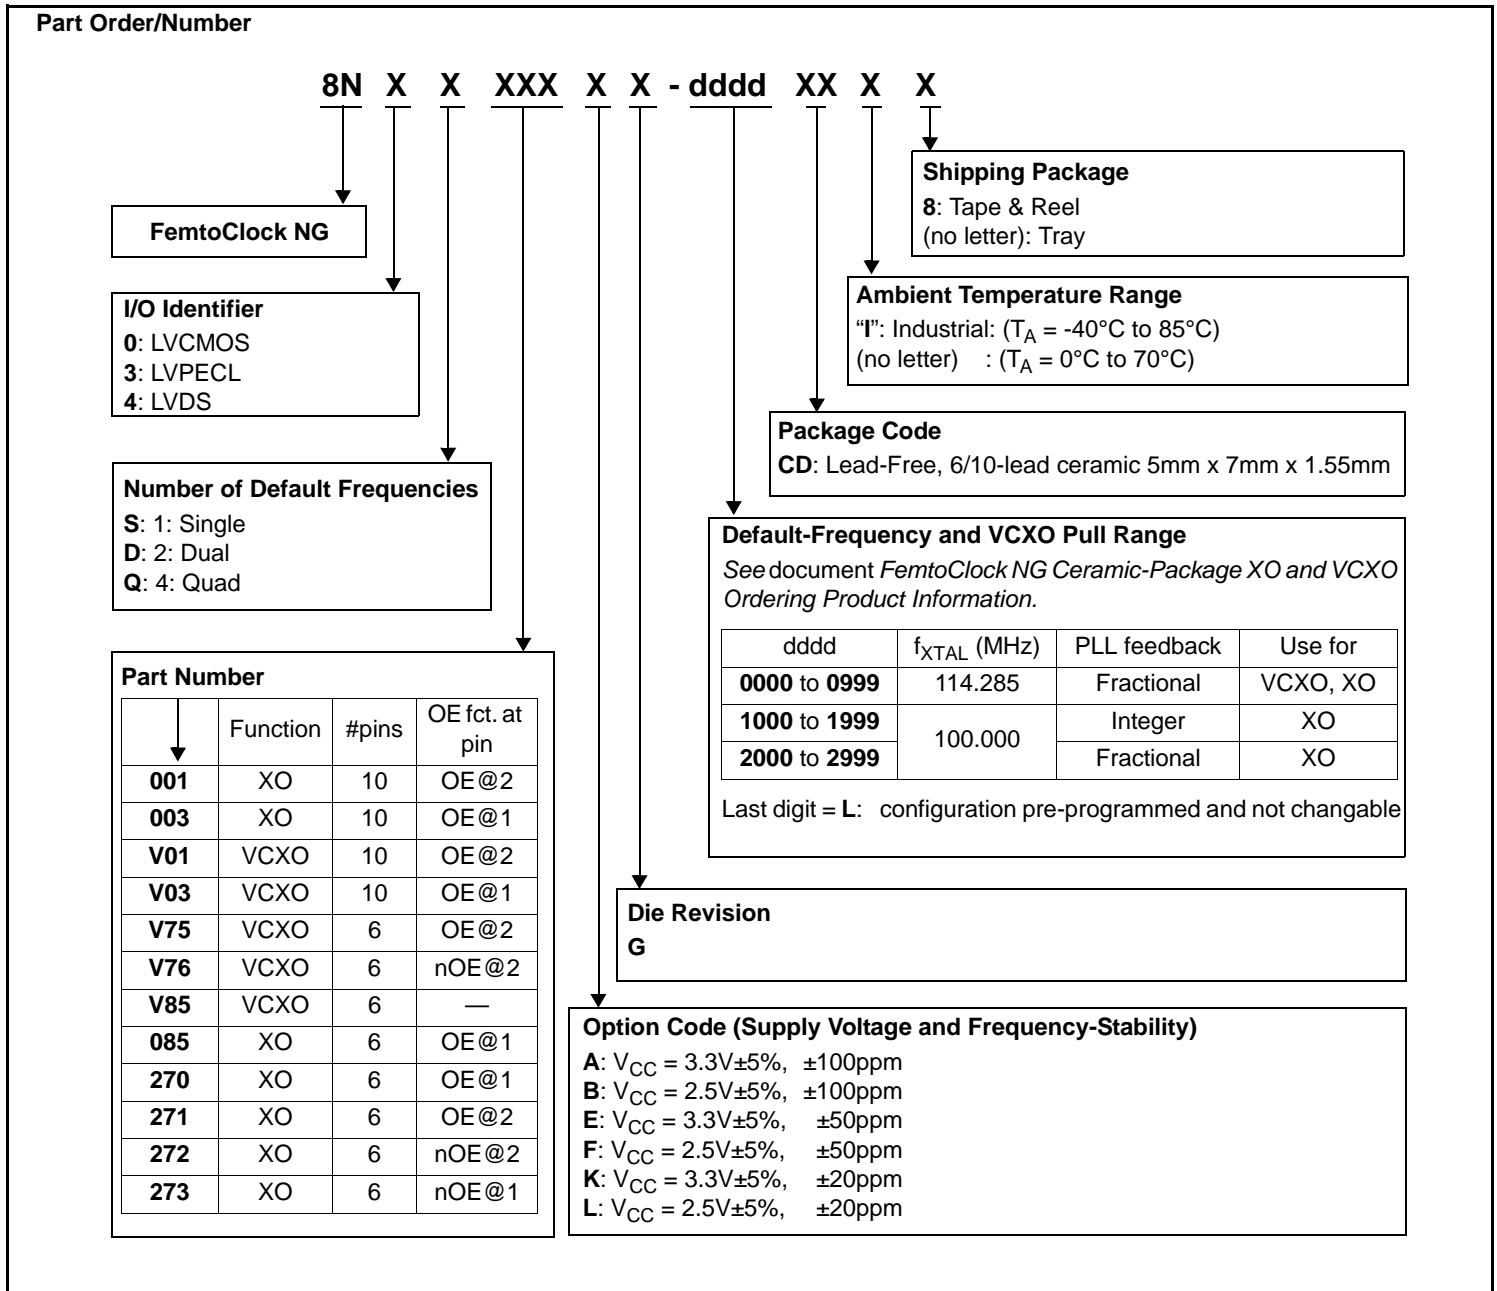 Part Order/Number
8N X X XXX X X - dddd XX X X
Shipping Package
8: Tape & Reel
(no letter): Tray
FemtoClock NG
Ambient Temperature Range
“I”: Industrial: (TA = -40°C to 85°C)
(no letter) : (TA = 0°C to 70°C)
I/O Identifier
0: LVCMOS
3: LVPECL
4: LVDS
Package Code
CD: Lead-Free, 6/10-lead ceramic 5mm x 7mm x 1.55mm
Number of Default Frequencies
S: 1: Single
D: 2: Dual
Q: 4: Quad
Default-Frequency and VCXO Pull Range
See document FemtoClock NG Ceramic-Package XO and VCXO
Ordering Product Information.
dddd fXTAL (MHz) PLL feedback Use for
0000 to 0999 114.285 Fractional VCXO, XO
1000 to 1999 100.000 Integer XO
2000 to 2999 Fractional XO
Last digit = L: configuration pre-programmed and not changable
Part Number
Function #pins OE fct. at
pin
001 XO 10 OE@2
003 XO 10 OE@1
V01 VCXO 10 OE@2
V03 VCXO 10 OE@1
V75 VCXO 6 OE@2
V76 VCXO 6 nOE@2
V85 VCXO 6 —
085 XO 6 OE@1
270 XO 6 OE@1
271 XO 6 OE@2
272 XO 6 nOE@2
273 XO 6 nOE@1
Die Revision
G
Option Code (Supply Voltage and Frequency-Stability)
A: VCC = 3.3V±5%, ±100ppm
B: VCC = 2.5V±5%, ±100ppm
E: VCC = 3.3V±5%, ±50ppm
F: VCC = 2.5V±5%, ±50ppm
K: VCC = 3.3V±5%, ±20ppm
L: VCC = 2.5V±5%, ±20ppm